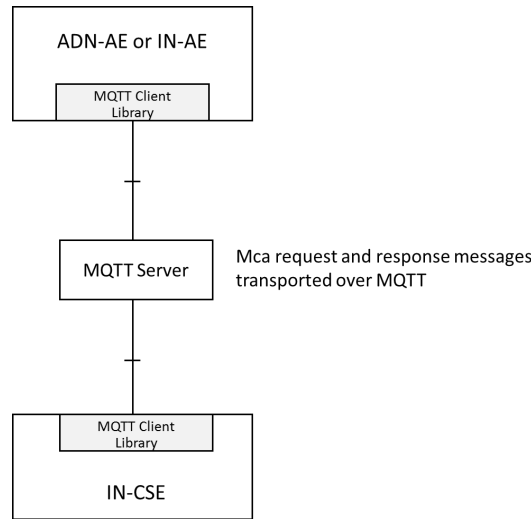 ADN-AE or IN-AE
MQTT Client
Library
MQTT Server
Mca request and response messages
transported over MQTT
MQTT Client
Library
IN-CSE